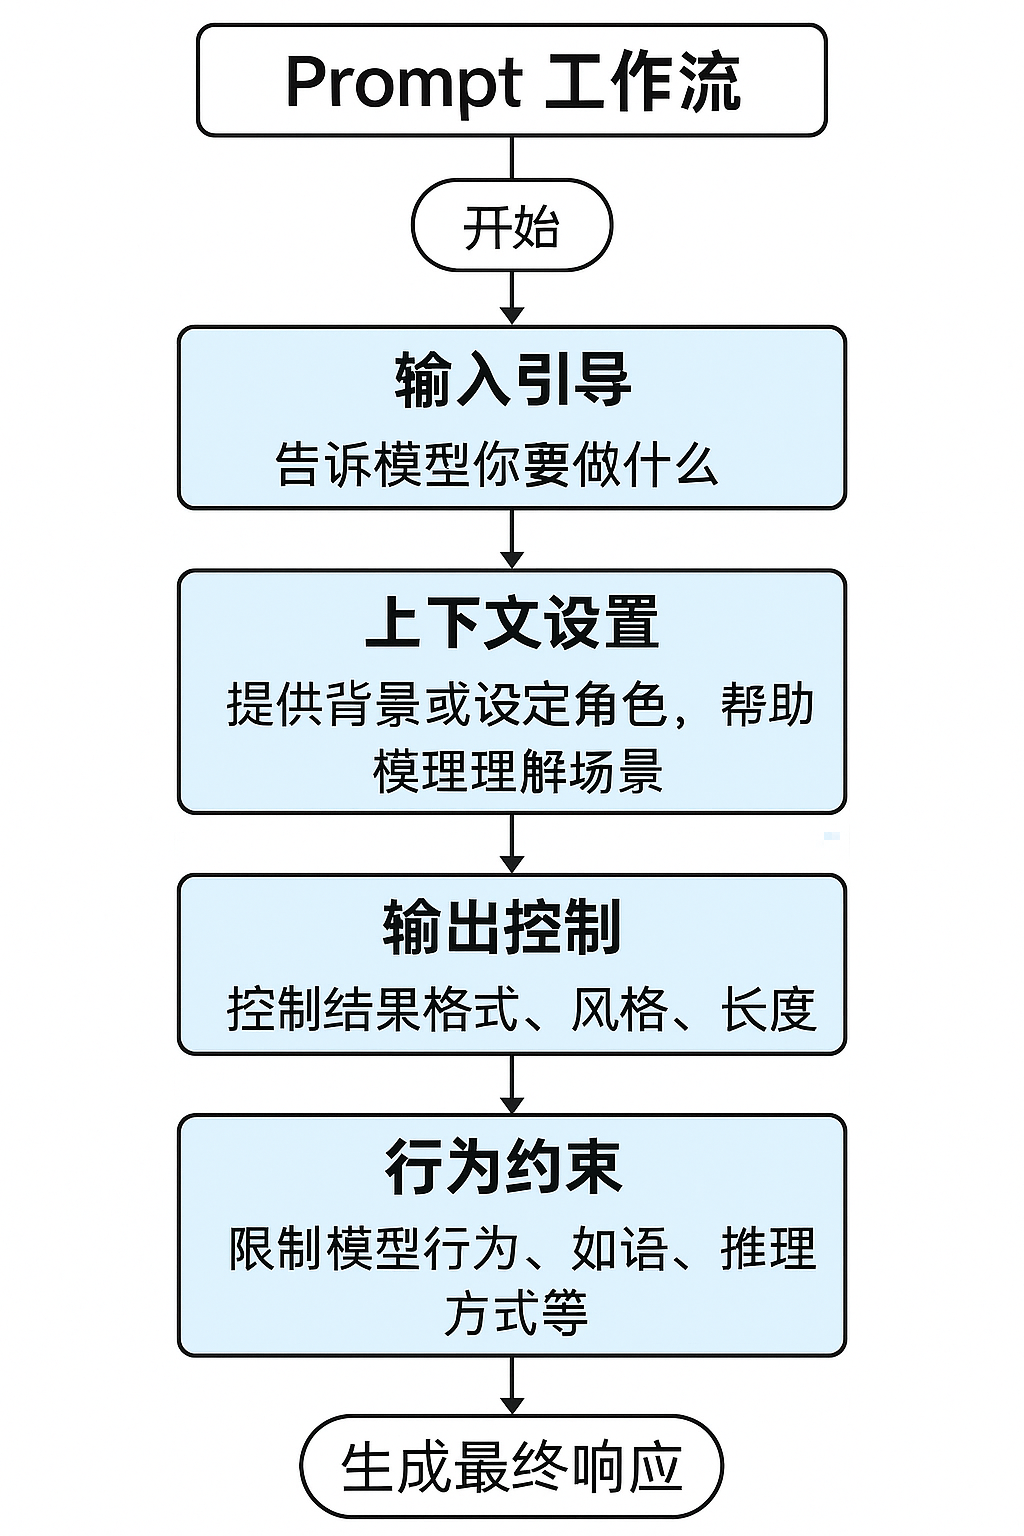 Prompt 工作流
开始
输入引导
告诉模型你要做什么
上下文设置
提供背景或设定角色，帮助
模理理解场景
输出控制
控制结果格式、风格、长度
行为约束
限制模型行为、如语、推理
方式等
生成最终响应